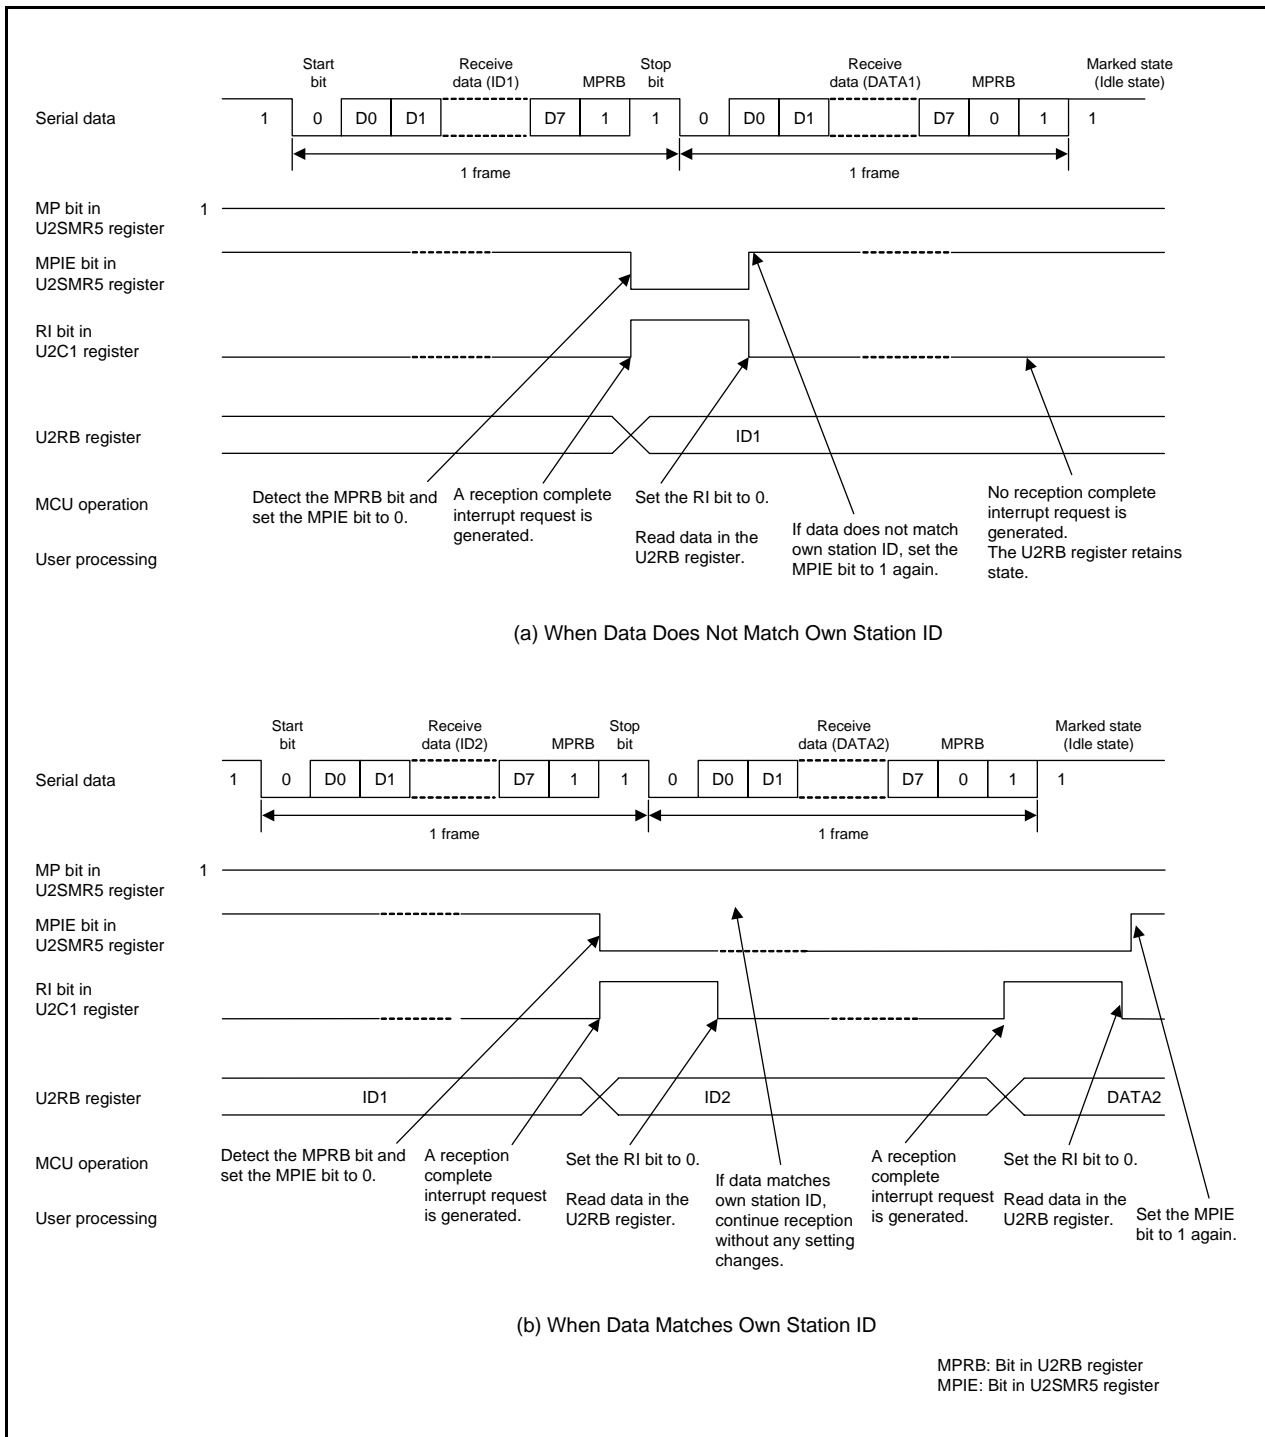 Start
bit
Receive
data (ID1)
MPRB
Stop
bit
Receive
data (DATA1)
MPRB
Marked state
(Idle state)
Serial data
1 0 D0 D1 D7 1 1 0 D0 D1 D7 0 1 1
1 frame
1 frame
MP bit in
U2SMR5 register
1
MPIE bit in
U2SMR5 register
RI bit in
U2C1 register
U2RB register
ID1
MCU operation
User processing
Detect the MPRB bit and
set the MPIE bit to 0.
A reception complete
interrupt request is
generated.
Set the RI bit to 0.
Read data in the
U2RB register.
If data does not match
own station ID, set the
MPIE bit to 1 again.
No reception complete
interrupt request is
generated.
The U2RB register retains
state.
(a) When Data Does Not Match Own Station ID
Start
bit
Receive
data (ID2)
MPRB
Stop
bit
Receive
data (DATA2)
MPRB
Marked state
(Idle state)
Serial data
1 0 D0 D1 D7 1 1 0 D0 D1 D7 0 1 1
1 frame
1 frame
MP bit in
U2SMR5 register
1
MPIE bit in
U2SMR5 register
RI bit in
U2C1 register
U2RB register
ID1
ID2
DATA2
MCU operation
User processing
Detect the MPRB bit and
set the MPIE bit to 0.
A reception
complete
interrupt request
is generated.
Set the RI bit to 0.
Read data in the
U2RB register.
If data matches
own station ID,
continue reception
without any setting
changes.
A reception
complete
interrupt request
is generated.
Set the RI bit to 0.
Read data in the
U2RB register.
Set the MPIE
bit to 1 again.
(b) When Data Matches Own Station ID
MPRB: Bit in U2RB register
MPIE: Bit in U2SMR5 register